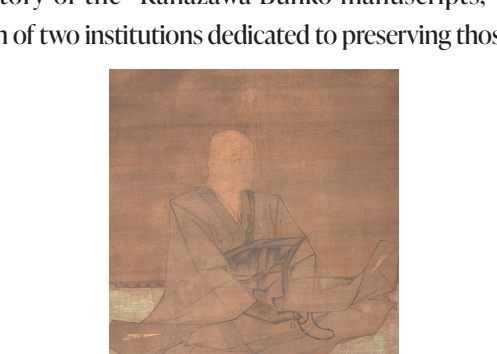 tory of the "Kanazawa Bunko manuscripts,"
n of two institutions dedicated to preserving thos